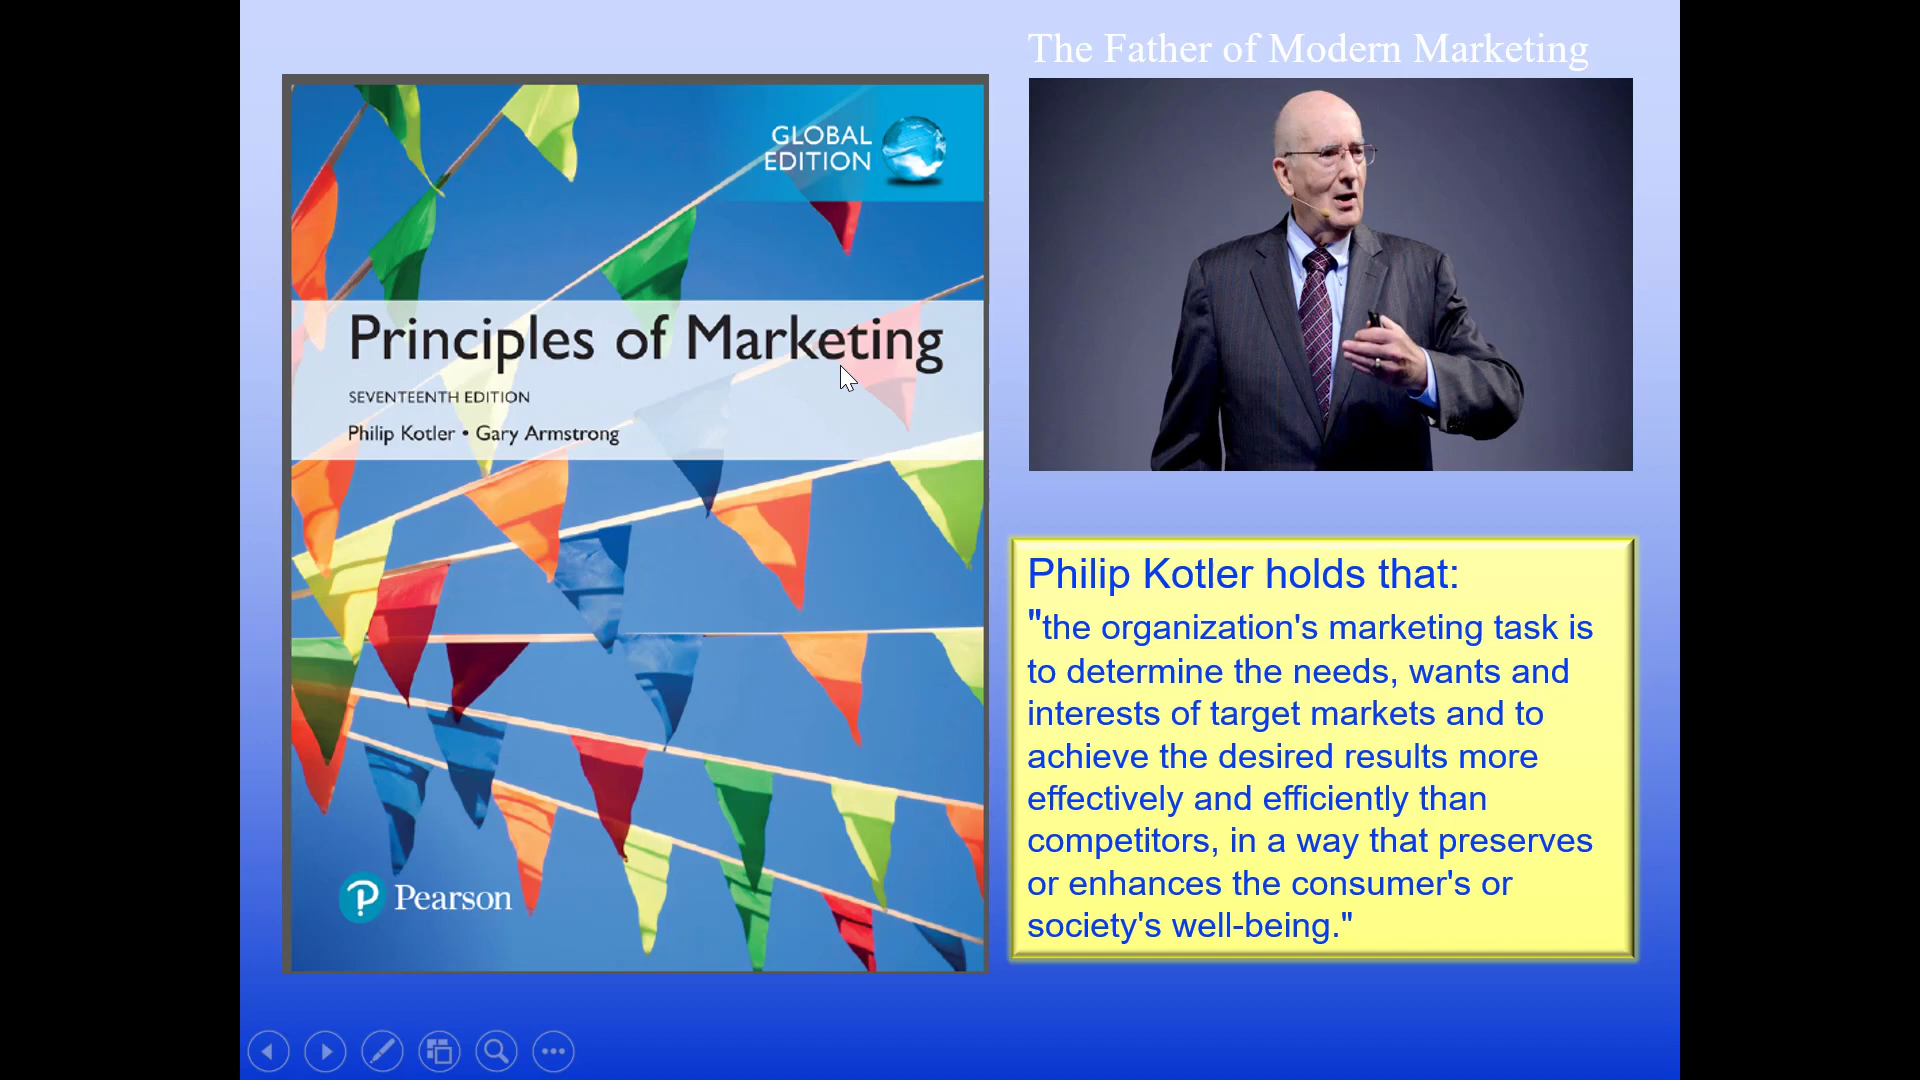 The Father of Modern Marketing
GLOBAL
EDITION
Principles of Marketing
SEVENTEENTH EDITION
Philip Kotler • Gary Armstrong
P Pearson
Philip Kotler holds that:
"the organization's marketing task is
to determine the needs, wants and
interests of target markets and to
achieve the desired results more
effectively and efficiently than
competitors, in a way that preserves
or enhances the consumer's or
society's well-being."